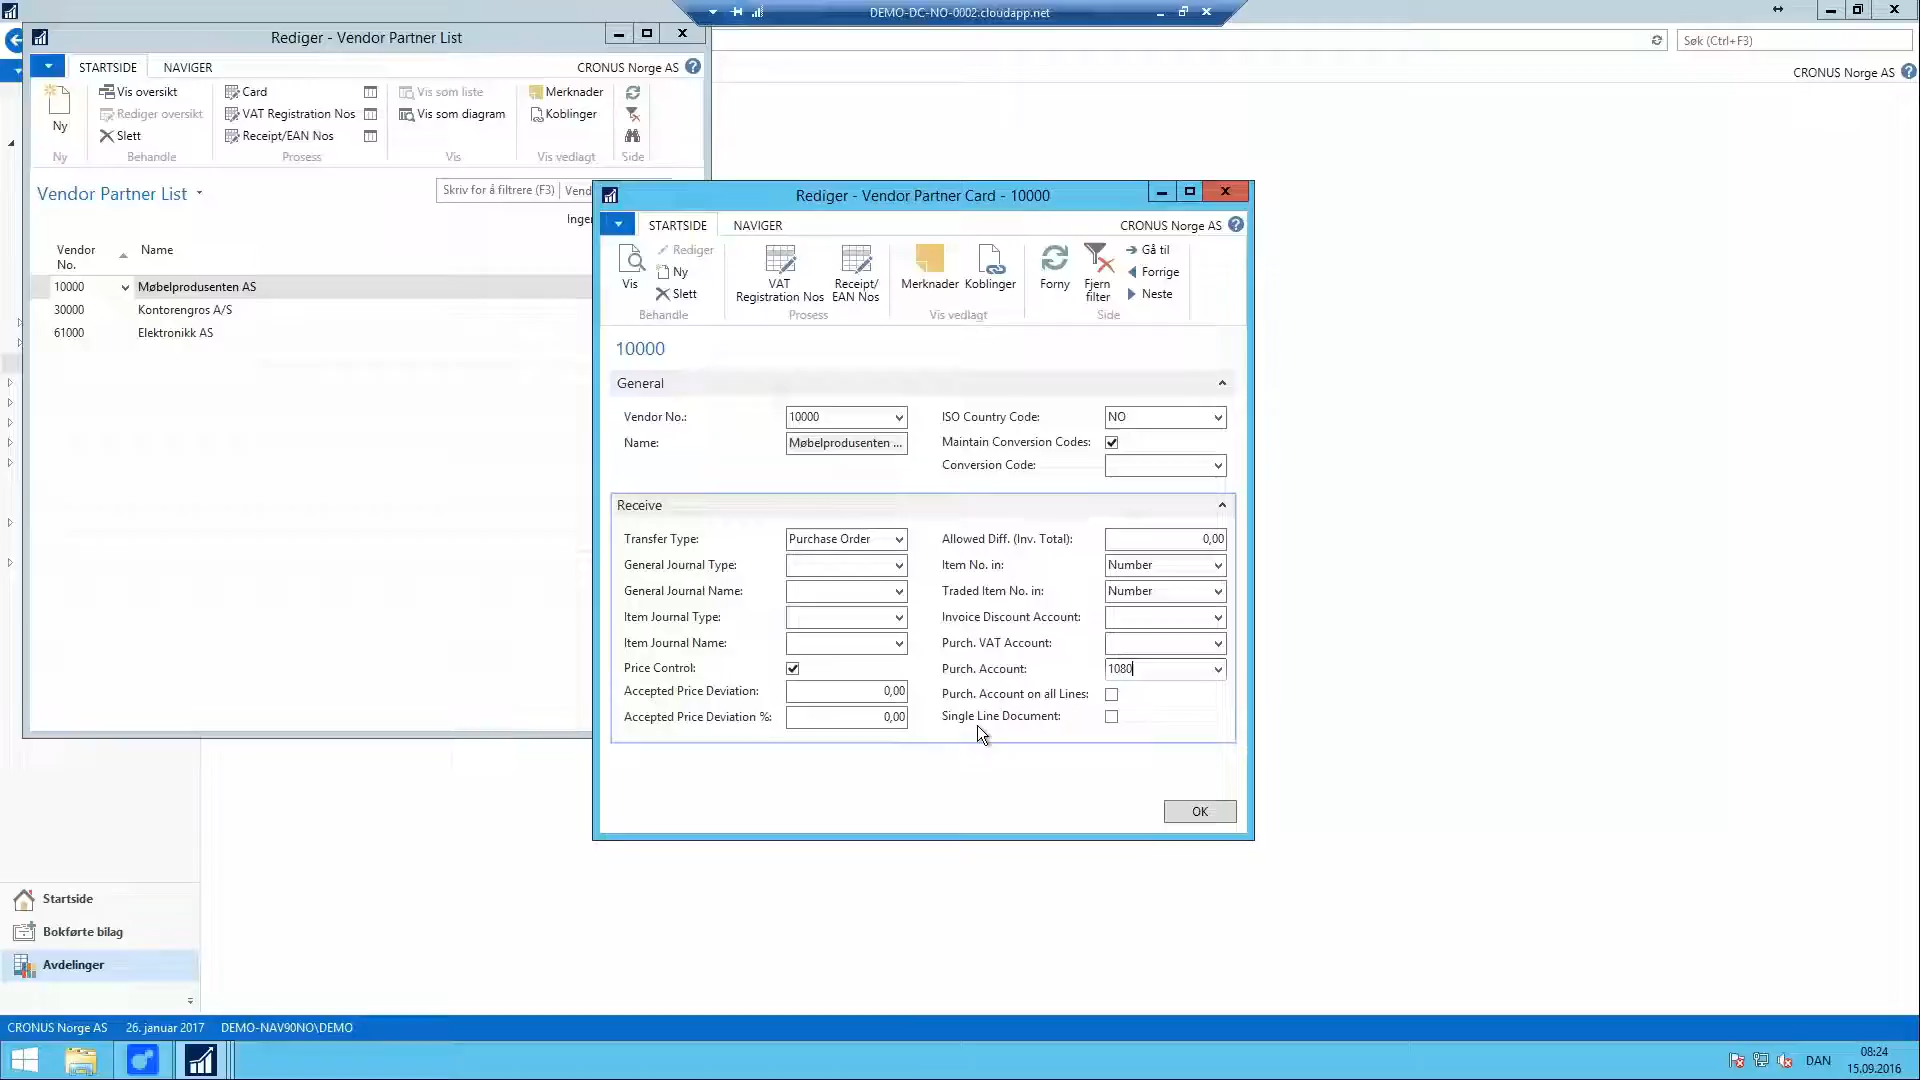 DEMO-DC-NO-0002.cloudapp.net
Søk (Ctrl+F3)
CRONUS Norge AS
Rediger - Vendor Partner List
STARTSIDE NAVIGER CRONUS Norge AS
Ny
Vis oversikt
Rediger oversikt
Slett
Card
VAT Registration Nos
Receipt/EAN Nos
Vis som liste
Vis som diagram
Merknader
Koblinger
Ny Behandle Prosess Vis Vis vedlagt Side
Vendor Partner List
Skriv for å filtrere (F3) Vend
Inger
Vendor No. Name
10000 Møbelprodusenten AS
30000 Kontorengros A/S
61000 Elektronikk AS
Rediger - Vendor Partner Card - 10000
STARTSIDE NAVIGER CRONUS Norge AS
Vis
Rediger
Ny
Slett
VAT Registration Nos
Receipt/ EAN Nos
Merknader
Koblinger
Forny
Fjern filter
Gå til
Forrige
Neste
Behandle Prosess Vis vedlagt Side
10000
General
Vendor No.: 10000 ISO Country Code: NO
Name: Møbelprodusenten ... Maintain Conversion Codes:
Conversion Code:
Receive
Transfer Type: Purchase Order Allowed Diff. (Inv. Total): 0,00
General Journal Type: Item No. in: Number
General Journal Name: Traded Item No. in: Number
Item Journal Type: Invoice Discount Account:
Item Journal Name: Purch. VAT Account:
Price Control: Purch. Account: 1080
Accepted Price Deviation: 0,00 Purch. Account on all Lines:
Accepted Price Deviation %: 0,00 Single Line Document:
OK
Startside
Bokførte bilag
Avdelinger
CRONUS Norge AS 26. januar 2017 DEMO-NAV90NO\DEMO
DAN
08:24
15.09.2016